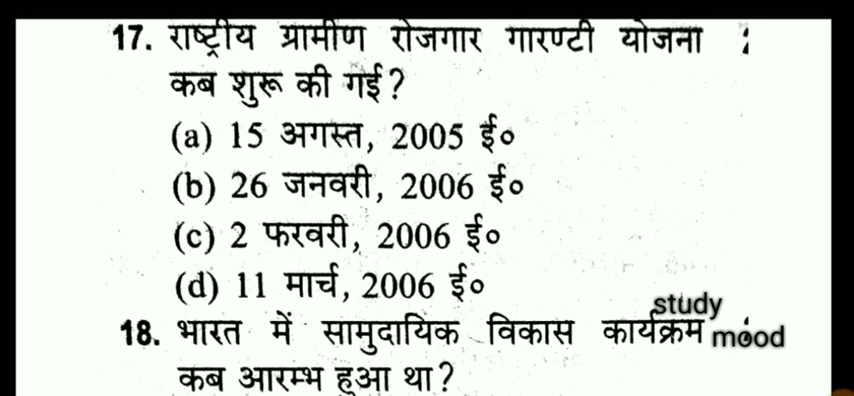 17. राष्ट्रीय ग्रामीण रोजगार गारण्टी योजना
कब शुरू की गई?
(a) 15 अगस्त, 2005 ई०
(b) 26 जनवरी, 2006 ई०
(c) 2 फरवरी, 2006 ई०
(d) 11 मार्च, 2006 ई०
study
18. भारत में सामुदायिक विकास कार्यक्रम
mood
कब आरम्भ हुआ था?